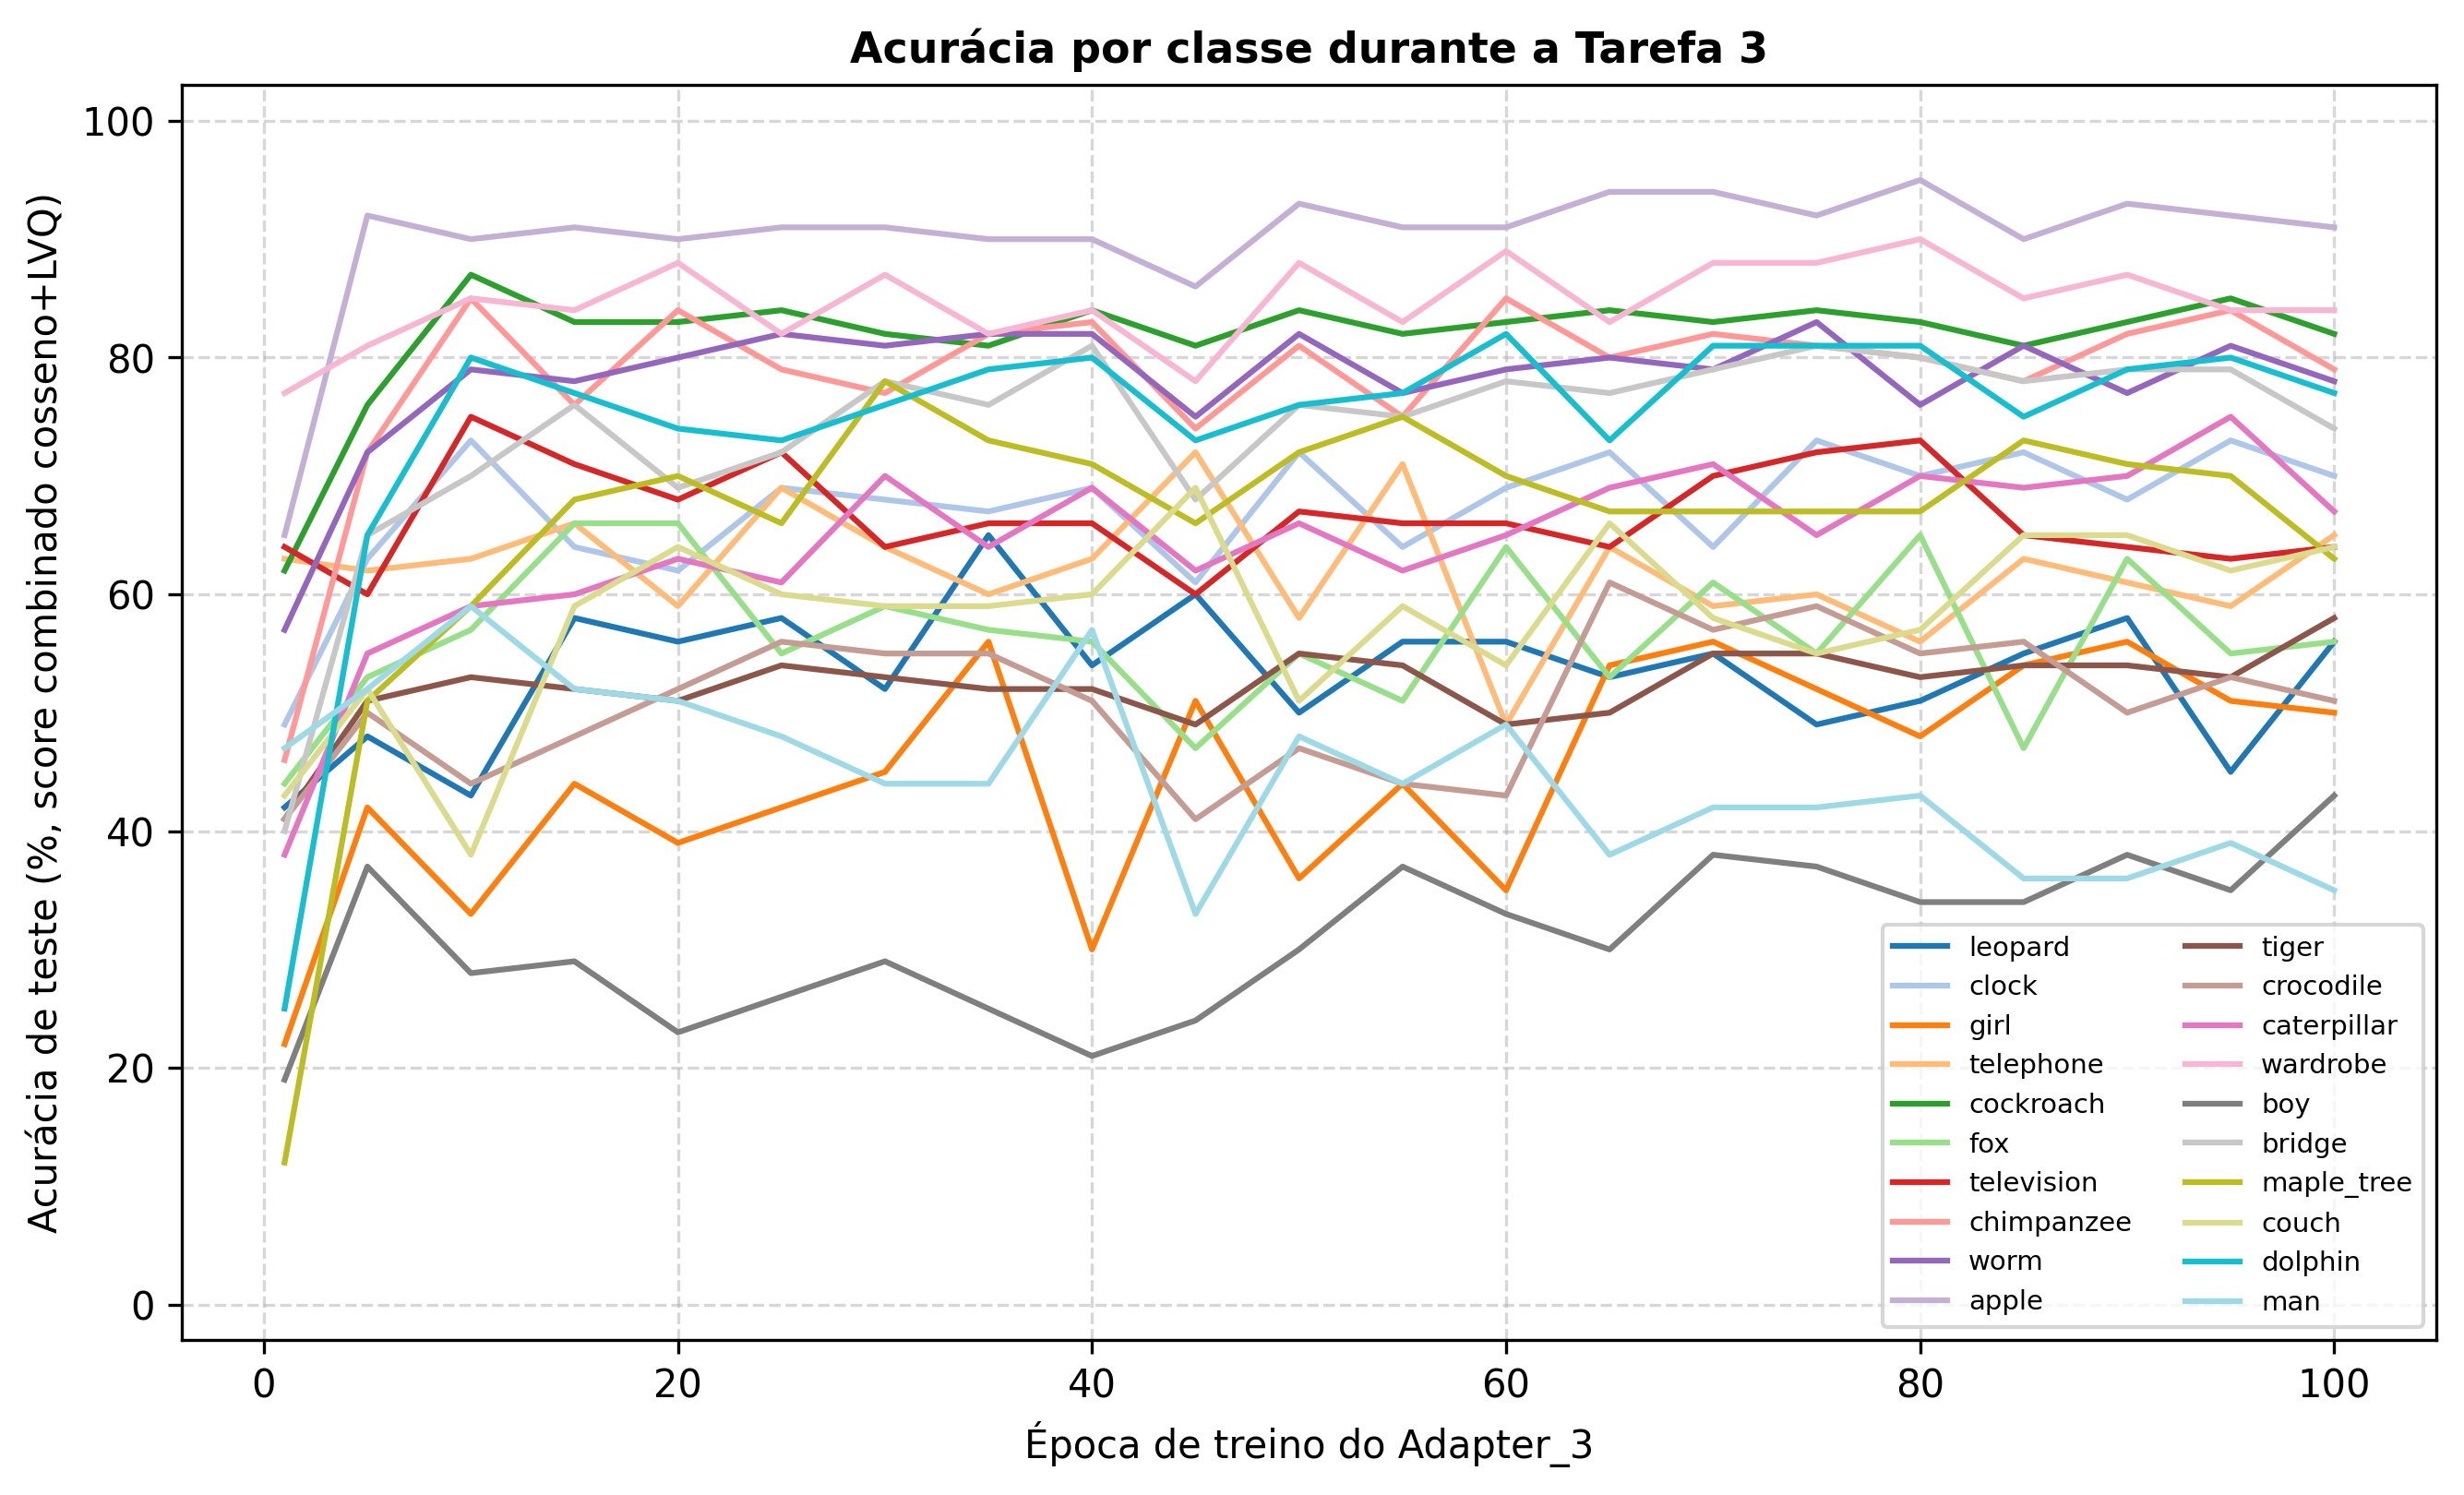 Acurácia por classe durante a Tarefa 3
Acurácia de teste (%, score combinado cosseno+LVQ)
100
80
60
40
20
0
0
20
40
60
80
100
Época de treino do Adapter_3
leopard
clock
girl
telephone
cockroach
fox
television
chimpanzee
worm
apple
tiger
crocodile
caterpillar
wardrobe
boy
bridge
maple_tree
couch
dolphin
man